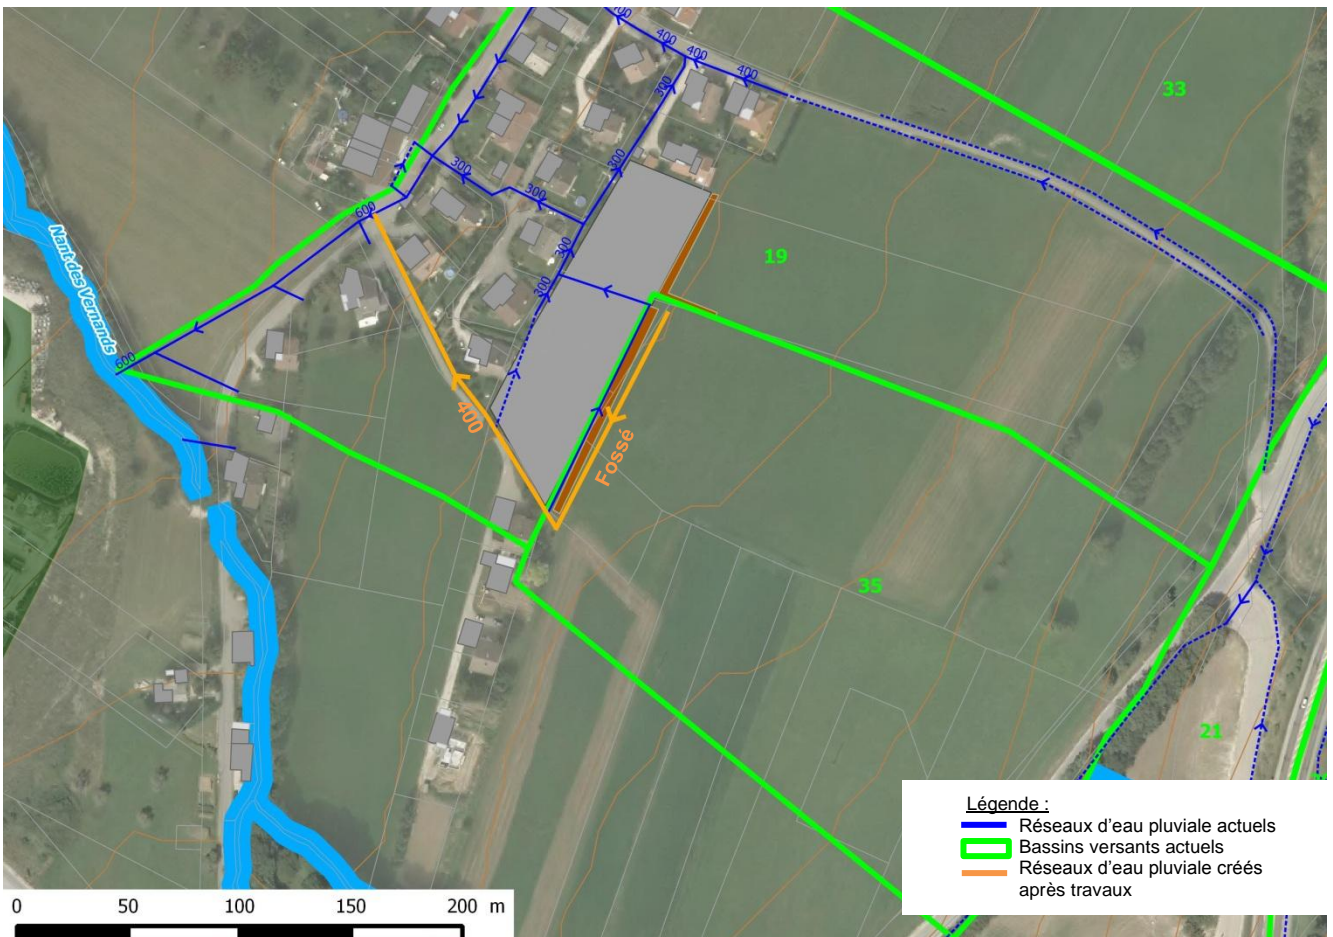 400
400
400
400
33
300
300
300
300
600
300
300
19
Nant des Vernands
600
400
Fossé
35
21
Légende :
Réseaux d'eau pluviale actuels
Bassins versants actuels
Réseaux d'eau pluviale créés
après travaux
0 50 100 150 200 m